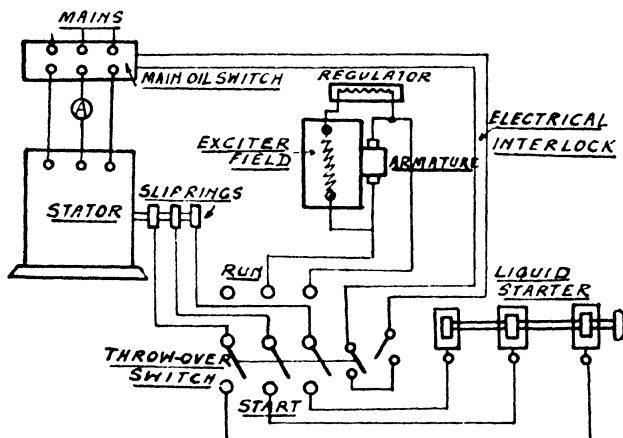 MAINS
MAIN OIL SWITCH
A
REGULATOR
ELECTRICAL
INTERLOCK
EXCITER
FIELD
ARMATURE
SLIPRINGS
STATOR
RUN
LIQUID
STARTER
THROW-OVER
SWITCH
START